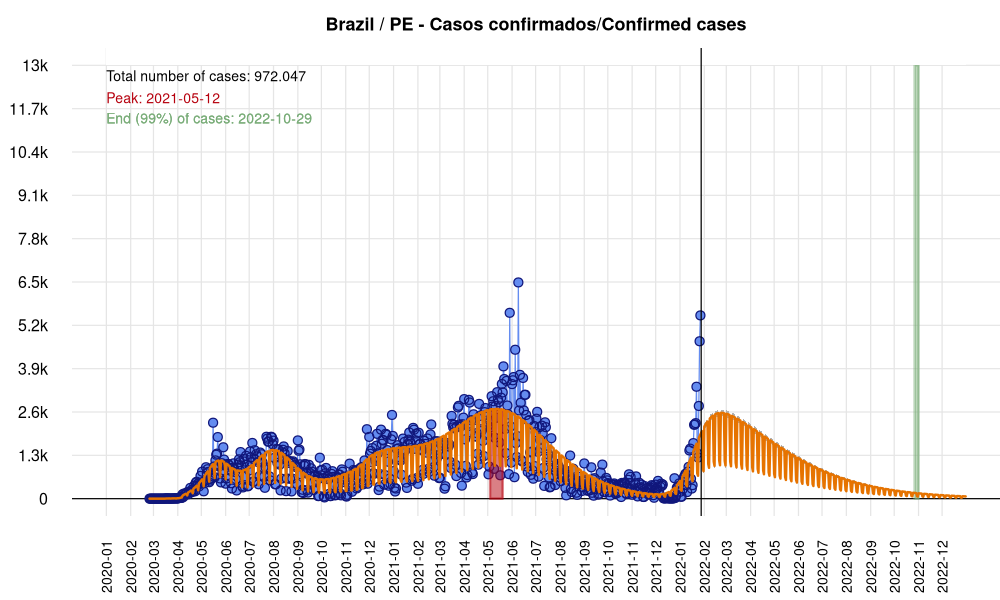 Brazil / PE - Casos confirmados/Confirmed cases
Total number of cases: 972.047
Peak: 2021-05-12
End (99%) of cases: 2022-10-29
13k
11.7k
10.4k
9.1k
7.8k
6.5k
5.2k
3.9k
2.6k
1.3k
0
2020-01
2020-02
2020-03
2020-04
2020-05
2020-06
2020-07
2020-08
2020-09
2020-10
2020-11
2020-12
2021-01
2021-02
2021-03
2021-04
2021-05
2021-06
2021-07
2021-08
2021-09
2021-10
2021-11
2021-12
2022-01
2022-02
2022-03
2022-04
2022-05
2022-06
2022-07
2022-08
2022-09
2022-10
2022-11
2022-12